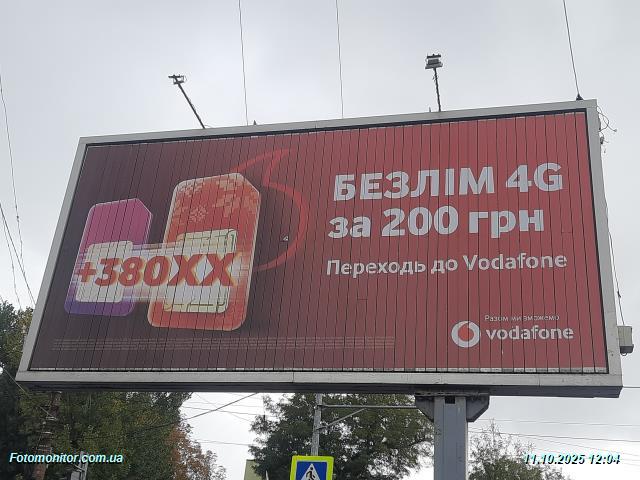 БЕЗЛІМ 4G
за 200 грн
Переходь до Vodafone
+380XX
Разом ми зможемо
vodafone
Fotomonitor.com.ua
11.10.2025 12:04